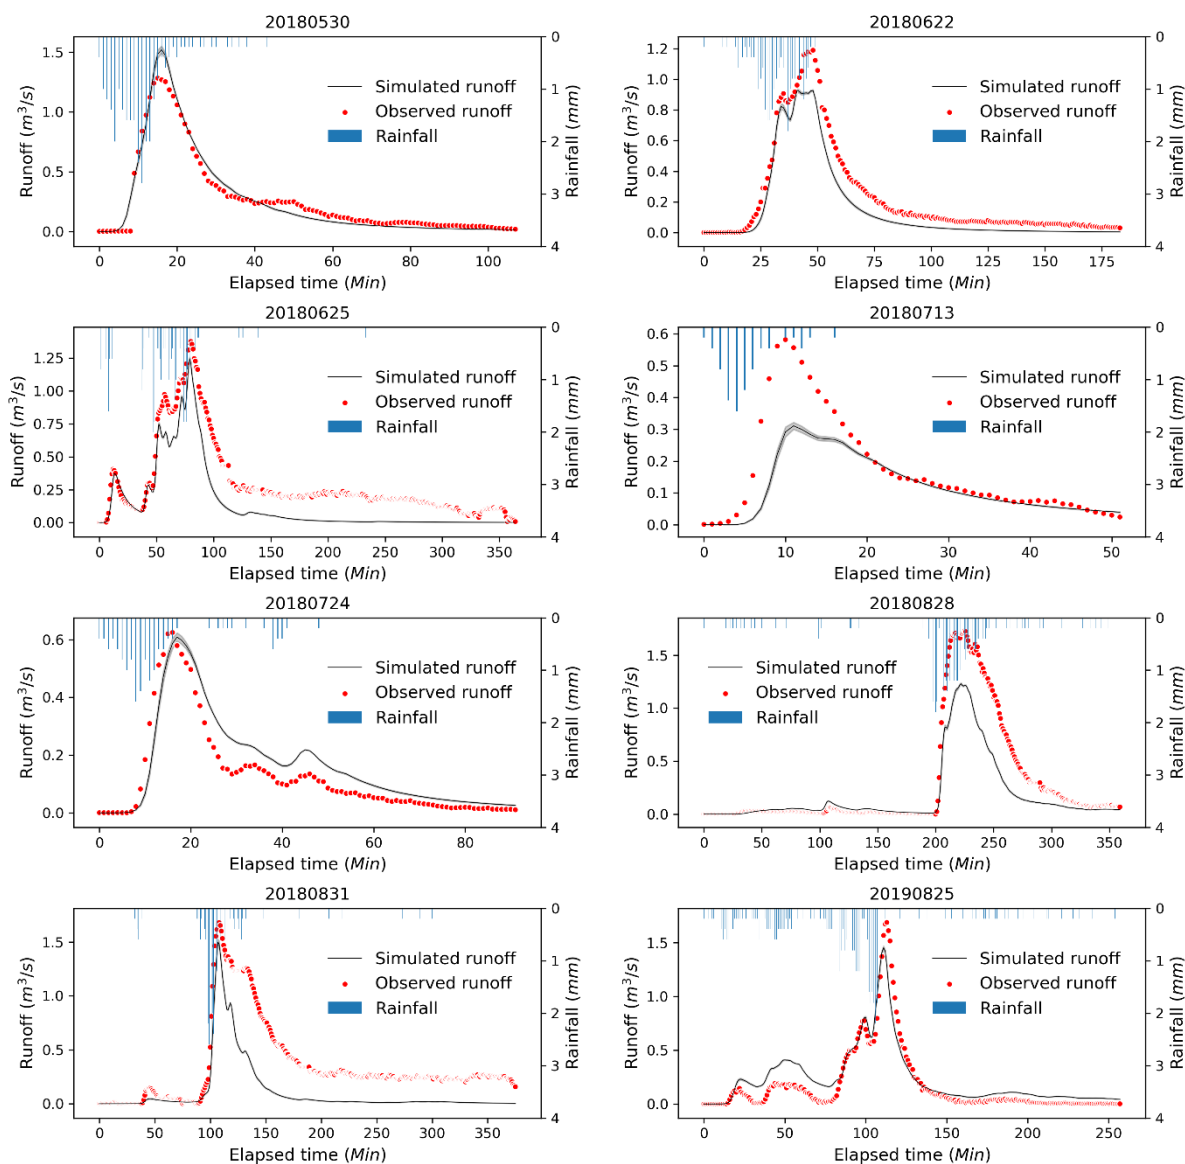 20180530
Runoff (m³/s)
1.5
1.0
0.5
0.0
Simulated runoff
Observed runoff
Rainfall
0
1
2
3
4
Rainfall (mm)
0 20 40 60 80 100
Elapsed time (Min)
20180622
Runoff (m³/s)
1.2
1.0
0.8
0.6
0.4
0.2
0.0
Simulated runoff
Observed runoff
Rainfall
0
1
2
3
4
Rainfall (mm)
0 25 50 75 100 125 150 175
Elapsed time (Min)
20180625
Runoff (m³/s)
1.25
1.00
0.75
0.50
0.25
0.00
Simulated runoff
Observed runoff
Rainfall
0
1
2
3
4
Rainfall (mm)
0 50 100 150 200 250 300 350
Elapsed time (Min)
20180713
Runoff (m³/s)
0.6
0.5
0.4
0.3
0.2
0.1
0.0
Simulated runoff
Observed runoff
Rainfall
0
1
2
3
4
Rainfall (mm)
0 10 20 30 40 50
Elapsed time (Min)
20180724
Runoff (m³/s)
0.6
0.4
0.2
0.0
Simulated runoff
Observed runoff
Rainfall
0
1
2
3
4
Rainfall (mm)
0 20 40 60 80
Elapsed time (Min)
20180828
Runoff (m³/s)
1.5
1.0
0.5
0.0
Simulated runoff
Observed runoff
Rainfall
0
1
2
3
4
Rainfall (mm)
0 50 100 150 200 250 300 350
Elapsed time (Min)
20180831
Runoff (m³/s)
1.5
1.0
0.5
0.0
Simulated runoff
Observed runoff
Rainfall
0
1
2
3
4
Rainfall (mm)
0 50 100 150 200 250 300 350
Elapsed time (Min)
20190825
Runoff (m³/s)
1.5
1.0
0.5
0.0
Simulated runoff
Observed runoff
Rainfall
0
1
2
3
4
Rainfall (mm)
0 50 100 150 200 250
Elapsed time (Min)